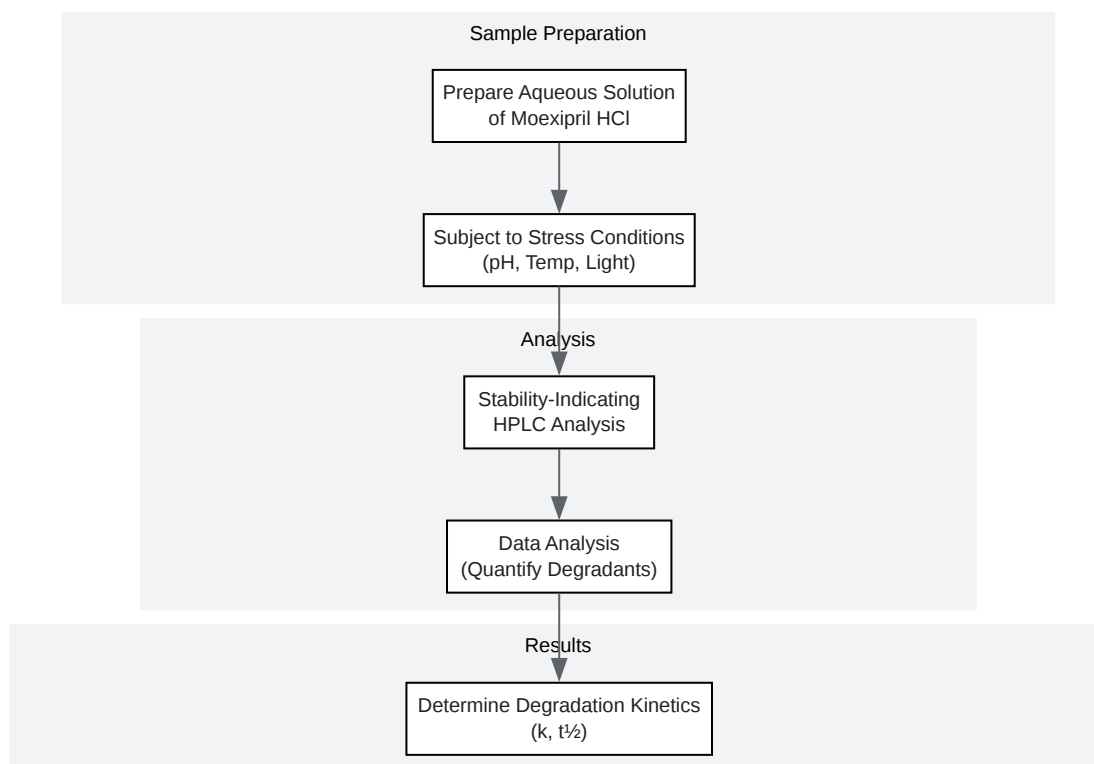 Sample Preparation
Prepare Aqueous Solution
of Moexipril HCl
Subject to Stress Conditions
(pH, Temp, Light)
Analysis
Stability-Indicating
HPLC Analysis
Data Analysis
(Quantify Degradants)
Results
Determine Degradation Kinetics
(k, t½)